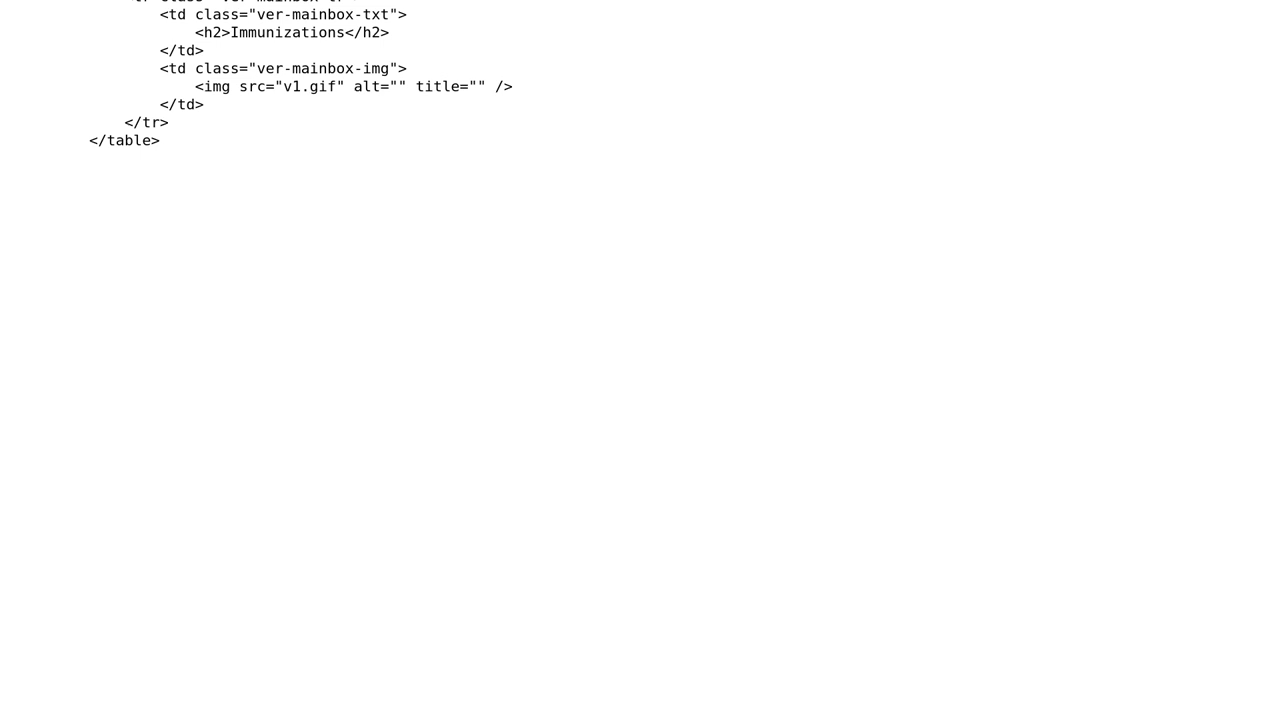 <td class="ver-mainbox-txt">
<h2>Immunizations</h2>
</td>
<td class="ver-mainbox-img">
<img src="v1.gif" alt="" title="" />
</td>
</tr>
</table>